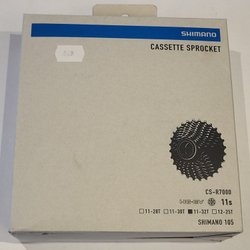 SHIMANO
CASSETTE SPROCKET
CS-R7000
11s
□11-28T □11-30T ■11-32T □12-25T
SHIMANO 105